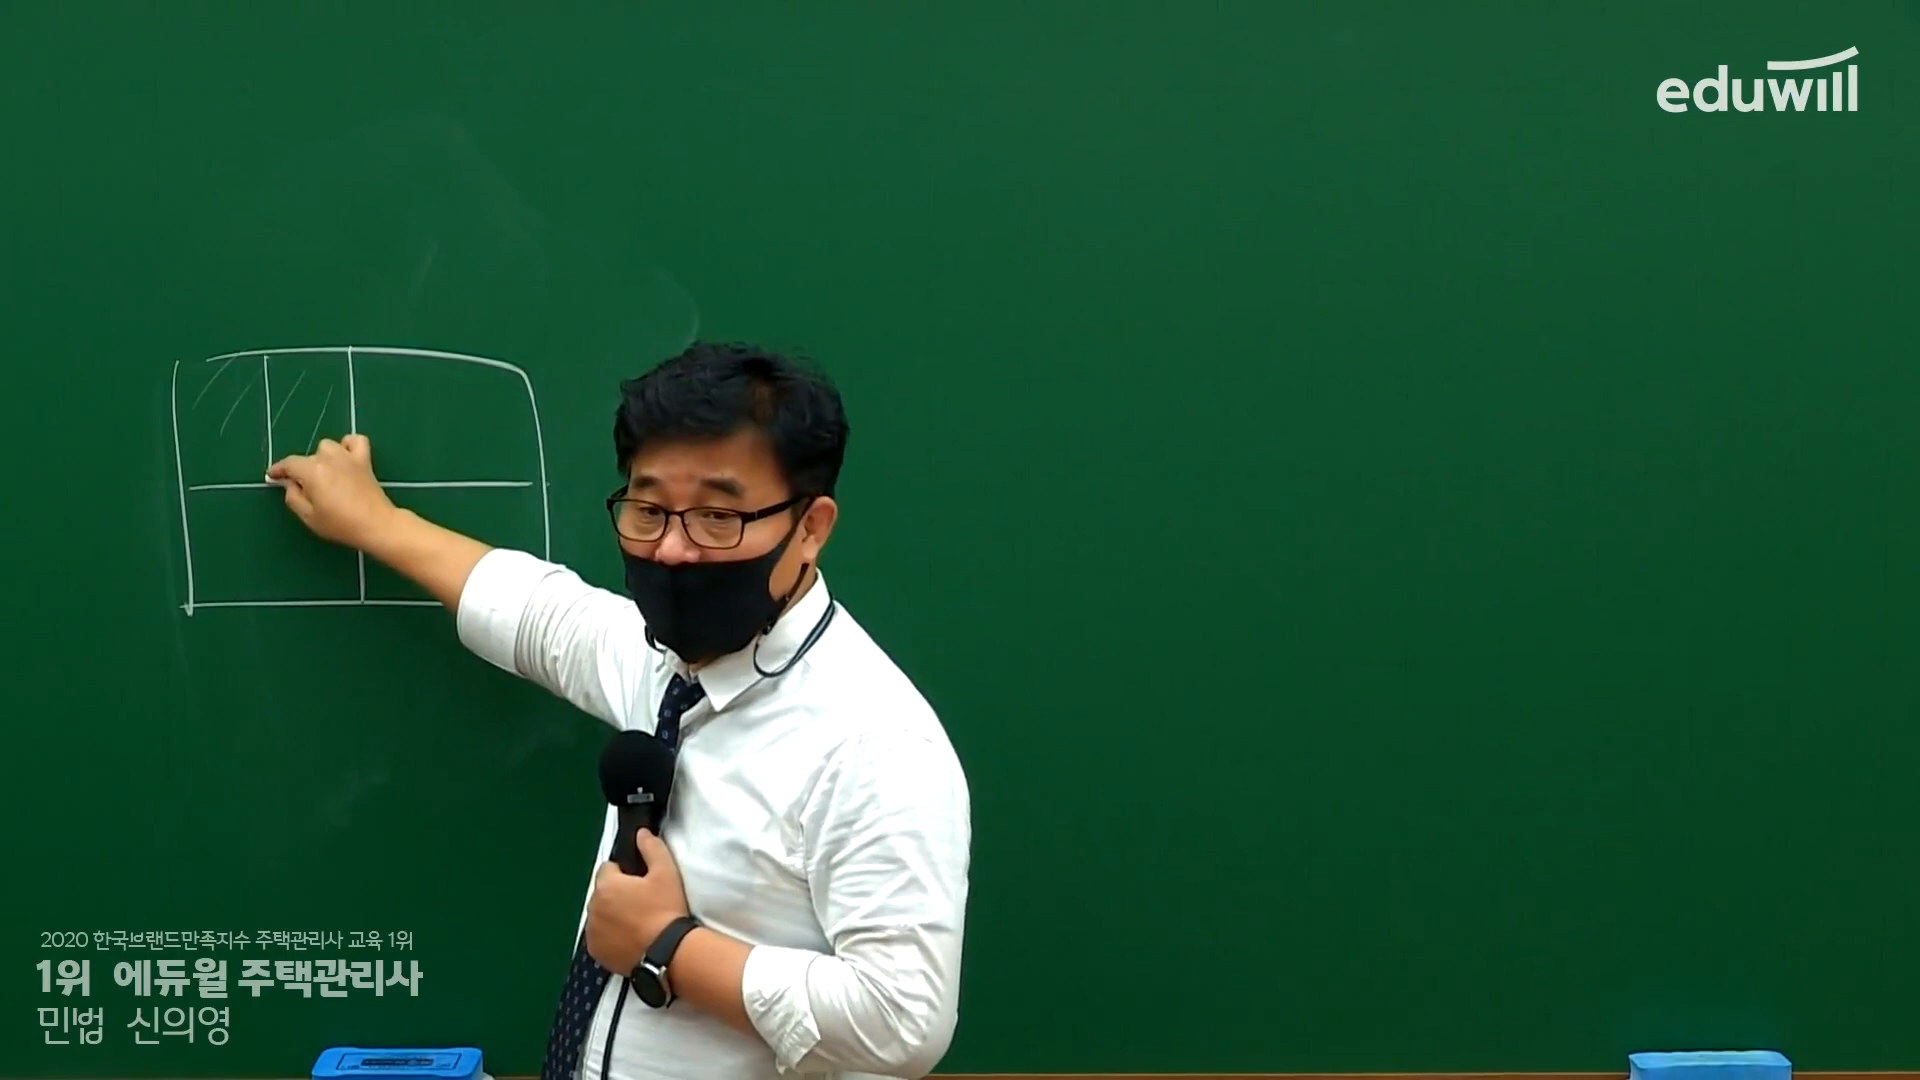 eduwill
2020 한국브랜드만족지수 주택관리사 교육 1위
1위 에듀윌 주택관리사
민법 신의영